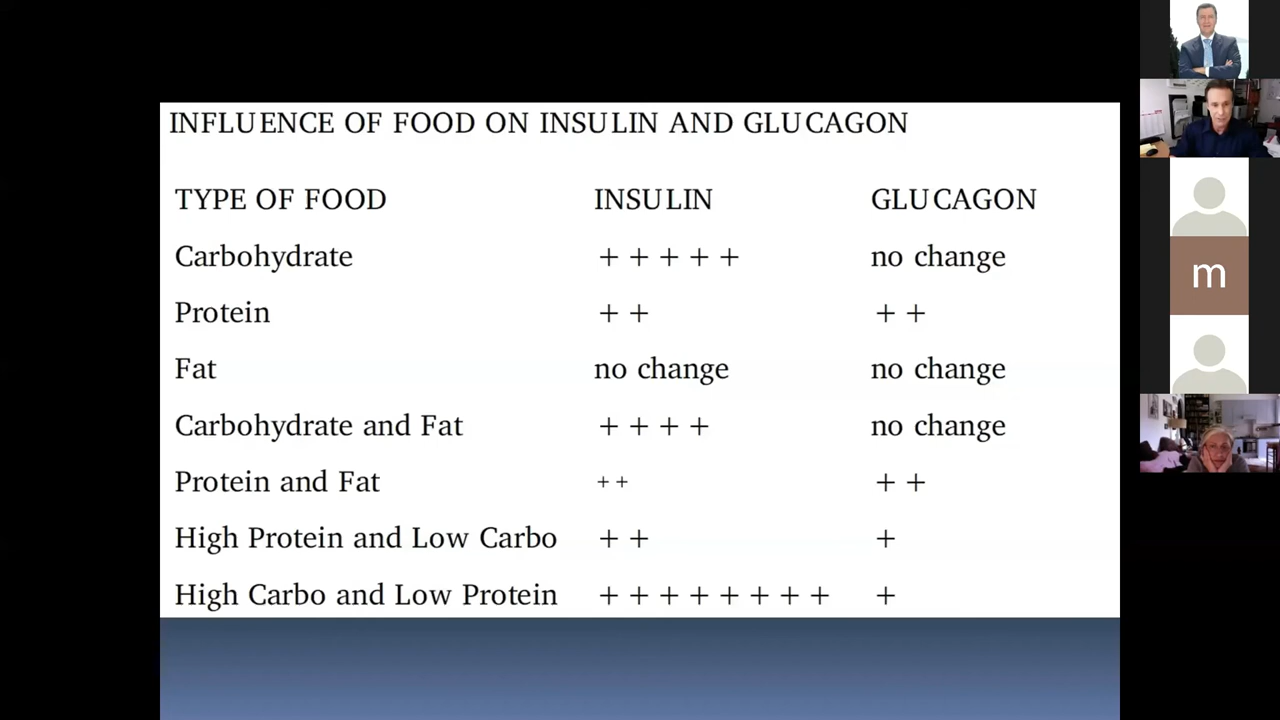 INFLUENCE OF FOOD ON INSULIN AND GLUCAGON
TYPE OF FOOD INSULIN GLUCAGON
Carbohydrate + + + + + no change
Protein + + + +
Fat no change no change
Carbohydrate and Fat + + + + no change
Protein and Fat + + + +
High Protein and Low Carbo + + +
High Carbo and Low Protein + + + + + + + + +
m